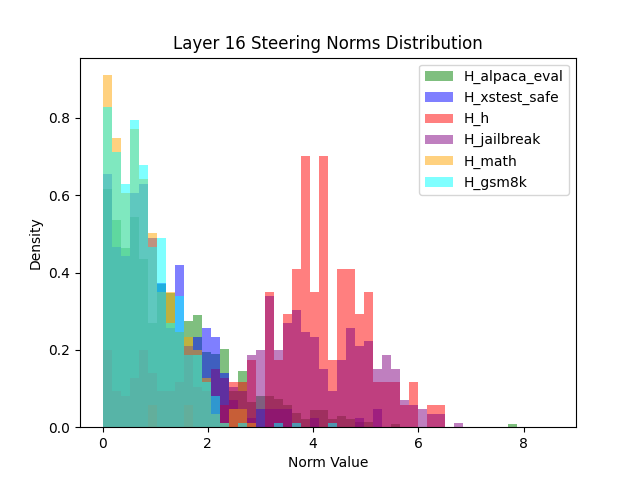 Layer 16 Steering Norms Distribution
H_alpaca_eval
H_xstest_safe
H_h
H_jailbreak
H_math
H_gsm8k
Density
0.8
0.6
0.4
0.2
0.0
0 2 4 6 8
Norm Value